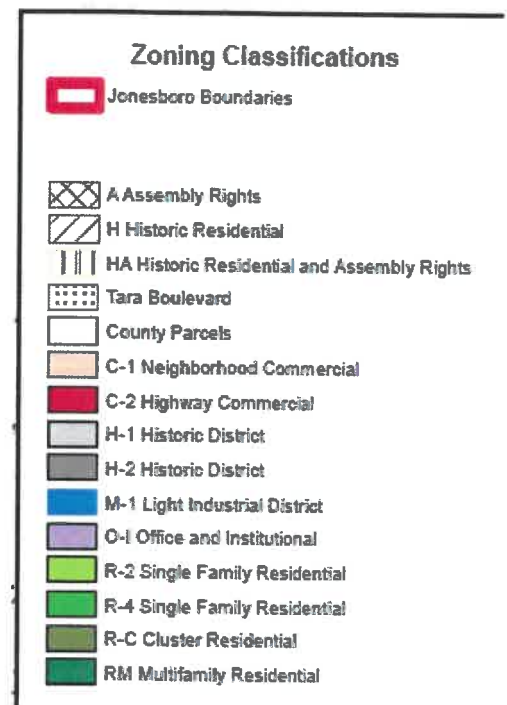 Zoning Classifications
Jonesboro Boundaries
A Assembly Rights
H Historic Residential
HA Historic Residential and Assembly Rights
Tara Boulevard
County Parcels
C-1 Neighborhood Commercial
C-2 Highway Commercial
H-1 Historic District
H-2 Historic District
M-1 Light Industrial District
O-I Office and Institutional
R-2 Single Family Residential
R-4 Single Family Residential
R-C Cluster Residential
RM Multifamily Residential